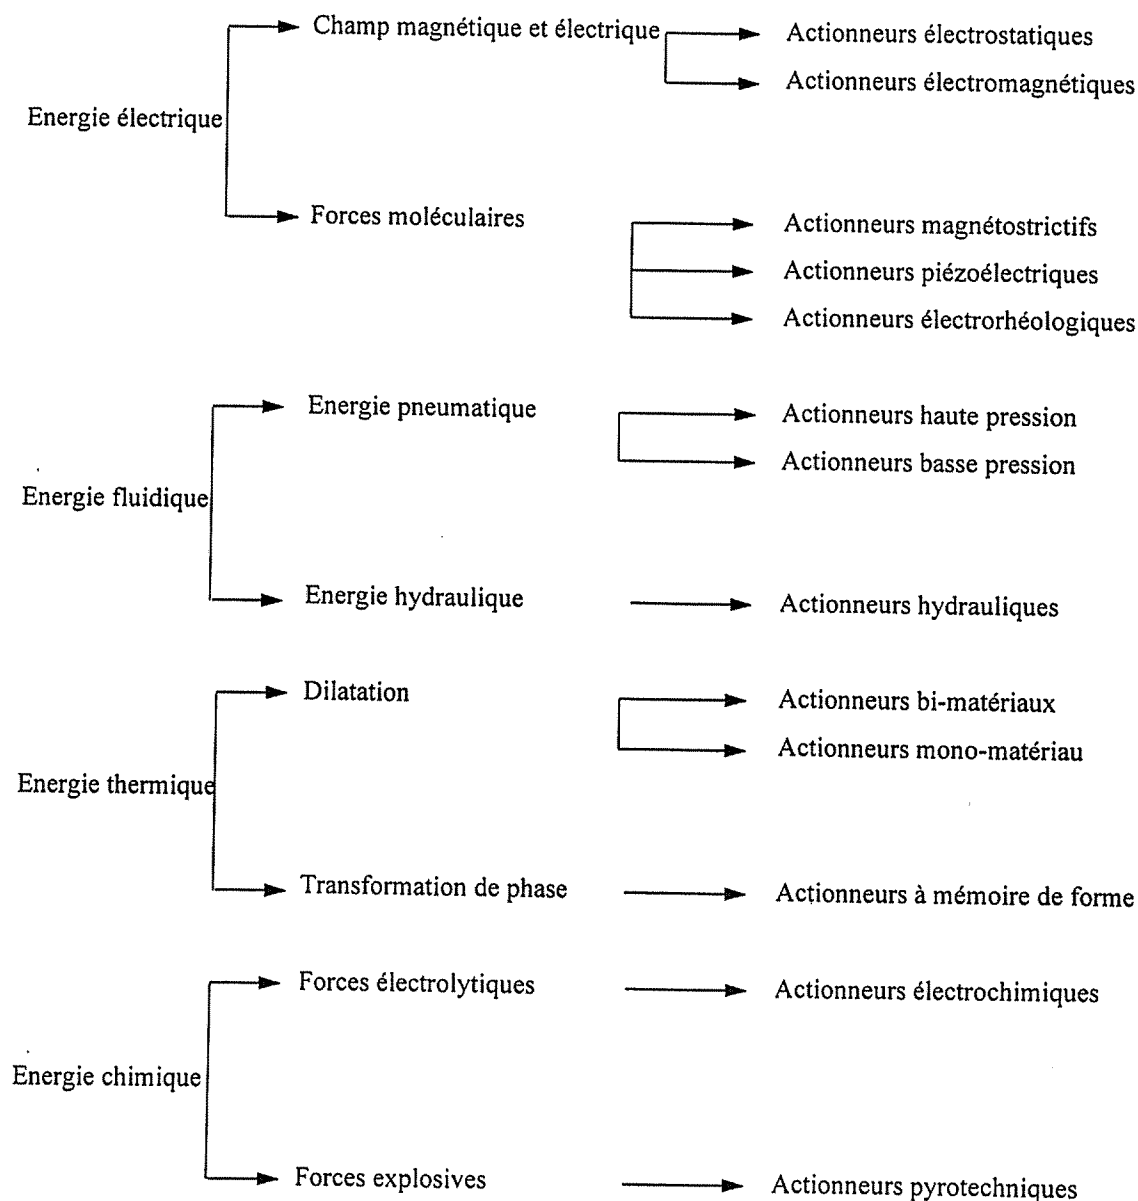 Champ magnétique et électrique
Actionneurs électrostatiques
Actionneurs électromagnétiques
Energie électrique
Forces moléculaires
Actionneurs magnétostrictifs
Actionneurs piézoélectriques
Actionneurs électrorhéologiques
Energie pneumatique
Actionneurs haute pression
Actionneurs basse pression
Energie fluidique
Energie hydraulique
Actionneurs hydrauliques
Dilatation
Actionneurs bi-matériaux
Actionneurs mono-matériau
Energie thermique
Transformation de phase
Actionneurs à mémoire de forme
Forces électrolytiques
Actionneurs électrochimiques
Energie chimique
Forces explosives
Actionneurs pyrotechniques